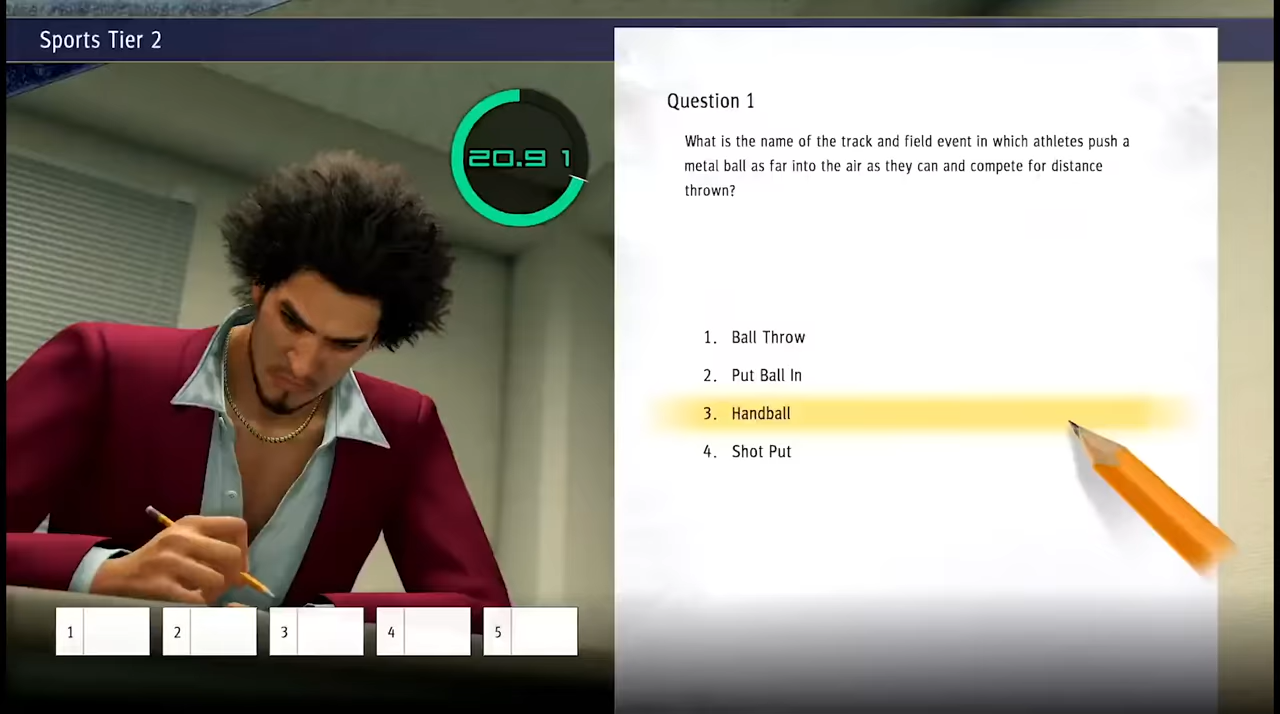 Sports Tier 2
20.91
Question 1
What is the name of the track and field event in which athletes push a
metal ball as far into the air as they can and compete for distance
thrown?
1. Ball Throw
2. Put Ball In
3. Handball
4. Shot Put
1 2 3 4 5